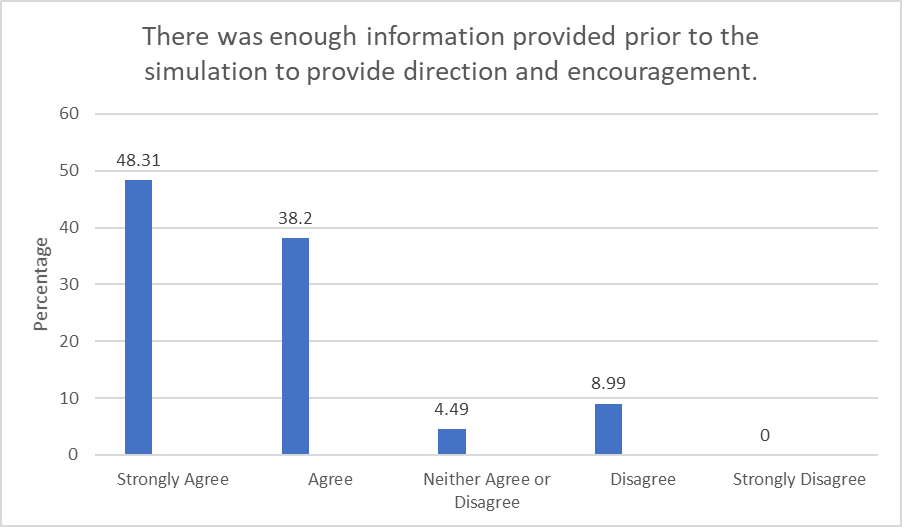 There was enough information provided prior to the
simulation to provide direction and encouragement.
60
50
40
30
20
10
0
Percentage
48.31
38.2
4.49
8.99
0
Strongly Agree
Agree
Neither Agree or
Disagree
Disagree
Strongly Disagree